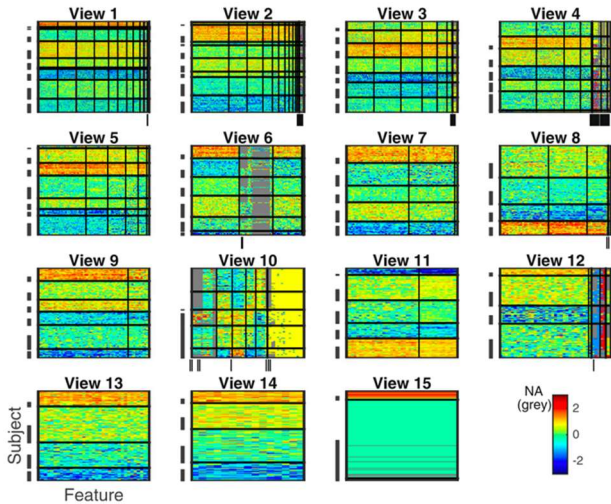 View 1 View 2 View 3 View 4
View 5 View 6 View 7 View 8
View 9 View 10 View 11 View 12
View 13 View 14 View 15
NA
(grey)
2
0
-2
Subject
Feature